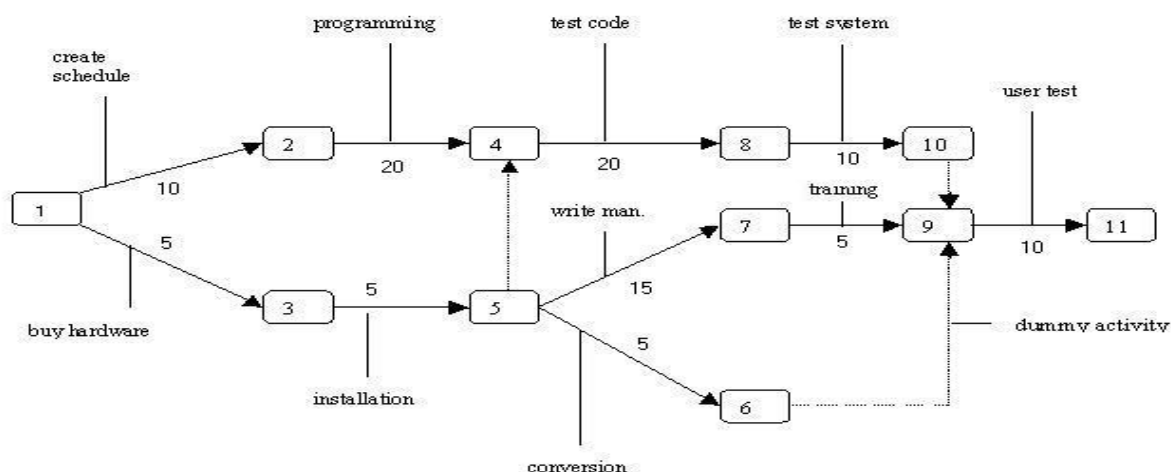 programming
test code
test system
create
schedule
user test
2
4
8
10
20
20
10
10
training
1
write man.
7
9
11
5
5
10
5
3
5
15
buy hardware
5
dummy activity
installation
6
conversion